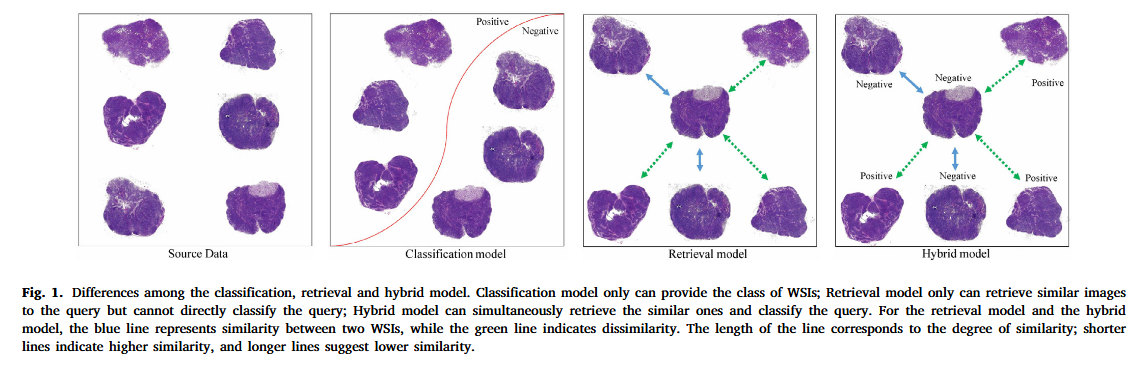 Positive
Negative
Negative
Negative
Positive
Positive
Negative
Positive
Source Data
Classification model
Retrieval model
Hybrid model
Fig. 1. Differences among the classification, retrieval and hybrid model. Classification model only can provide the class of WSIs; Retrieval model only can retrieve similar images
to the query but cannot directly classify the query; Hybrid model can simultaneously retrieve the similar ones and classify the query. For the retrieval model and the hybrid
model, the blue line represents similarity between two WSIs, while the green line indicates dissimilarity. The length of the line corresponds to the degree of similarity; shorter
lines indicate higher similarity, and longer lines suggest lower similarity.